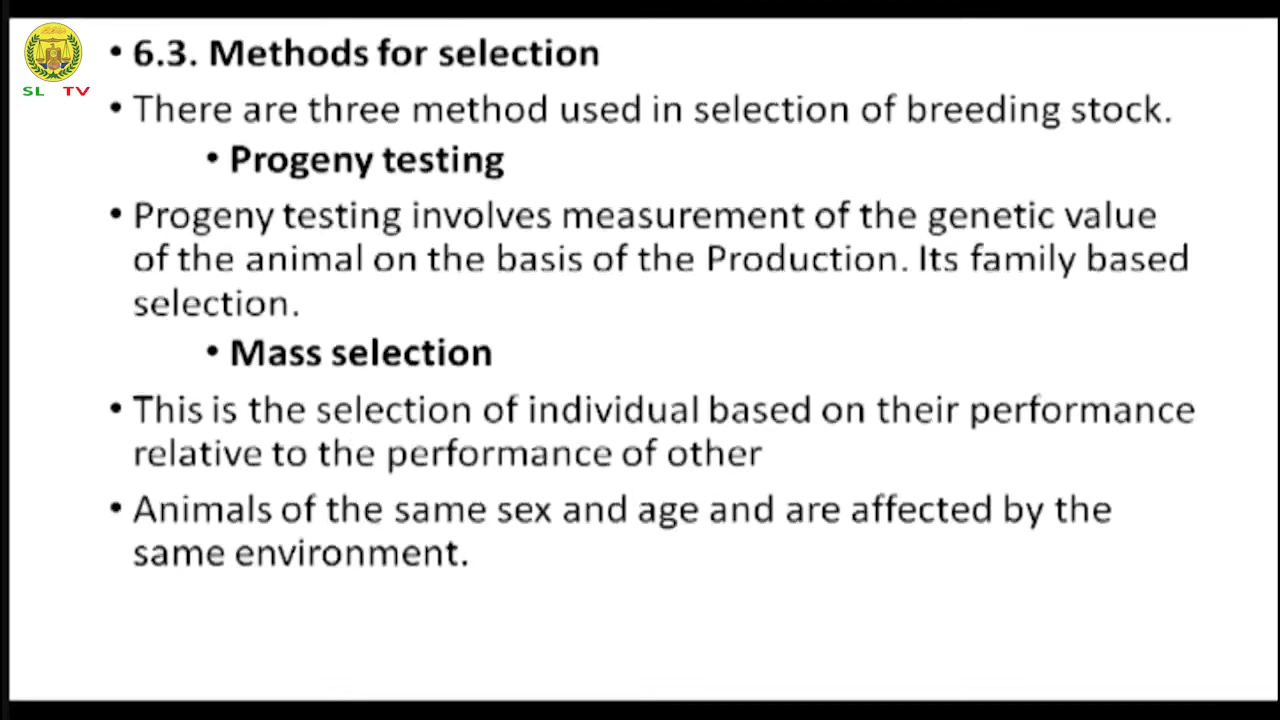 SL TV
• 6.3. Methods for selection
• There are three method used in selection of breeding stock.
• Progeny testing
• Progeny testing involves measurement of the genetic value
of the animal on the basis of the Production. Its family based
selection.
• Mass selection
• This is the selection of individual based on their performance
relative to the performance of other
• Animals of the same sex and age and are affected by the
same environment.